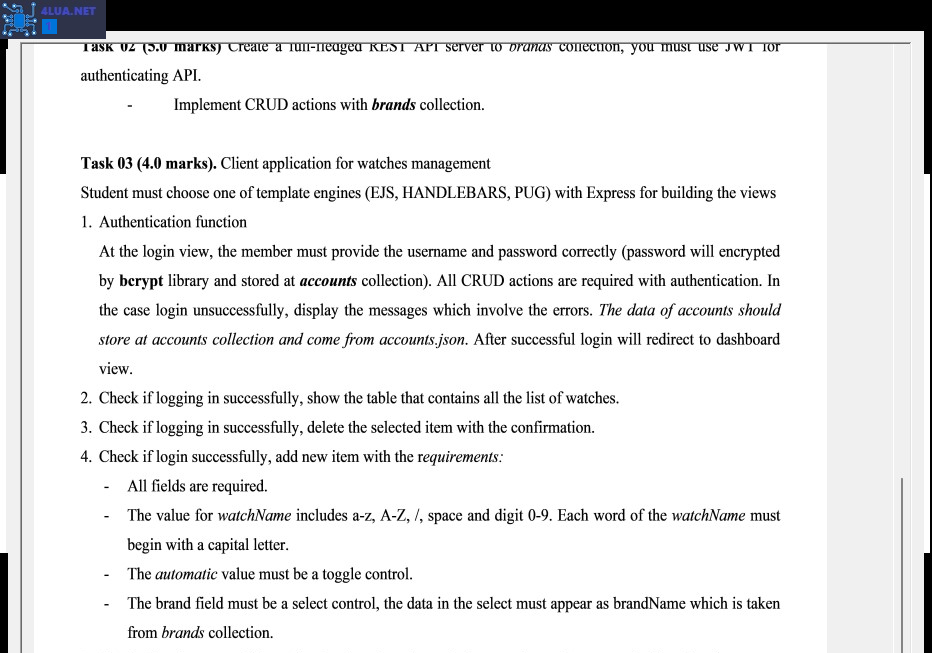 4LUA.NET
Task 02 (5.0 marks) Create a full-fledged REST API server to brands collection, you must use JWT for
authenticating API.
- Implement CRUD actions with brands collection.
Task 03 (4.0 marks). Client application for watches management
Student must choose one of template engines (EJS, HANDLEBARS, PUG) with Express for building the views
1. Authentication function
At the login view, the member must provide the username and password correctly (password will encrypted
by bcrypt library and stored at accounts collection). All CRUD actions are required with authentication. In
the case login unsuccessfully, display the messages which involve the errors. The data of accounts should
store at accounts collection and come from accounts.json. After successful login will redirect to dashboard
view.
2. Check if logging in successfully, show the table that contains all the list of watches.
3. Check if logging in successfully, delete the selected item with the confirmation.
4. Check if login successfully, add new item with the requirements:
- All fields are required.
- The value for watchName includes a-z, A-Z, /, space and digit 0-9. Each word of the watchName must
begin with a capital letter.
- The automatic value must be a toggle control.
- The brand field must be a select control, the data in the select must appear as brandName which is taken
from brands collection.